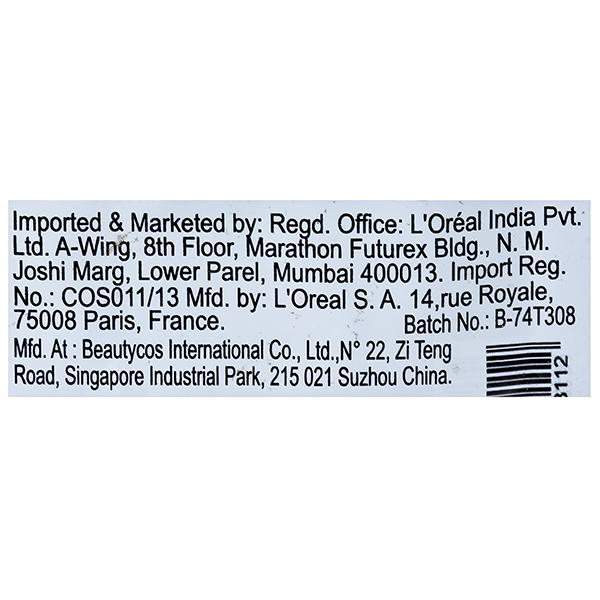 Imported & Marketed by: Regd. Office: L'Oréal India Pvt.
Ltd. A-Wing, 8th Floor, Marathon Futurex Bldg., N. M.
Joshi Marg, Lower Parel, Mumbai 400013. Import Reg.
No.: COS011/13 Mfd. by: L'Oreal S. A. 14,rue Royale,
75008 Paris, France. Batch No.: B-74T308
Mfd. At : Beautycos International Co., Ltd.,N° 22, Zi Teng
Road, Singapore Industrial Park, 215 021 Suzhou China.